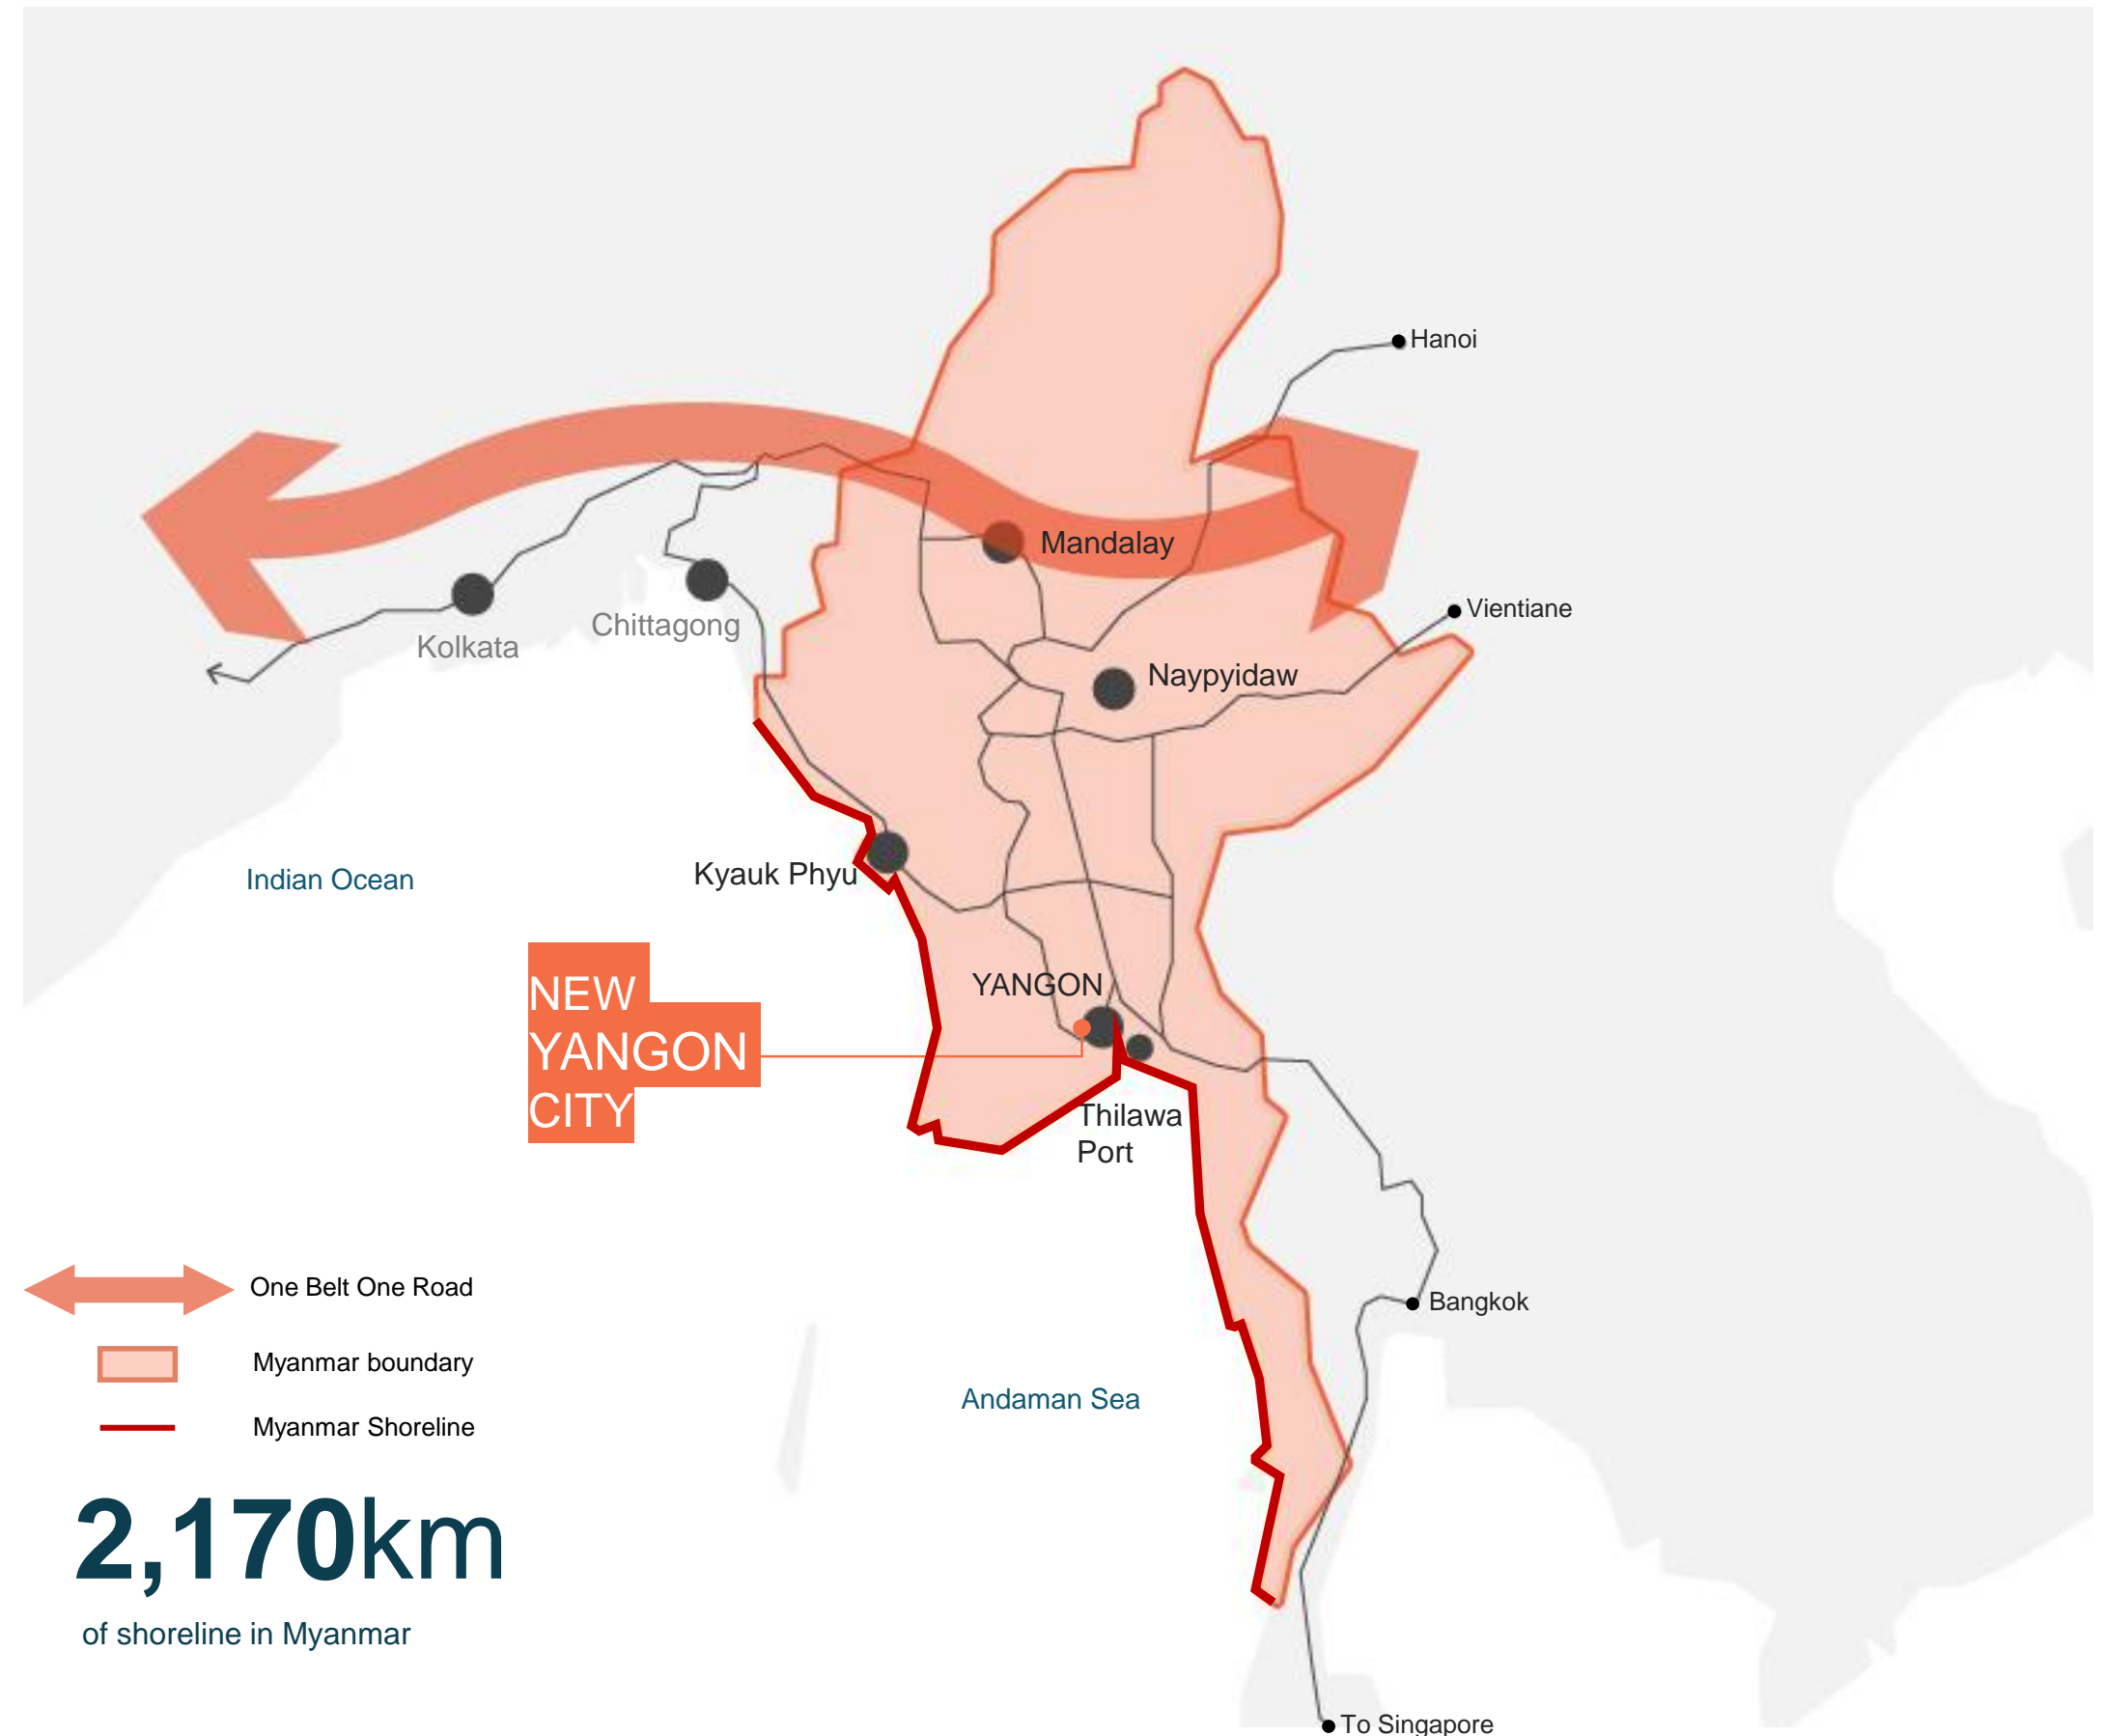 Hanoi
Mandalay
Vientiane
Chittagong
Kolkata
Naypyidaw
Kyauk Phyu
Indian Ocean
NEW
YANGON
CITY
YANGON
Thilawa
Port
One Belt One Road
Bangkok
Myanmar boundary
Andaman Sea
Myanmar Shoreline
2,170km
of shoreline in Myanmar
To Singapore